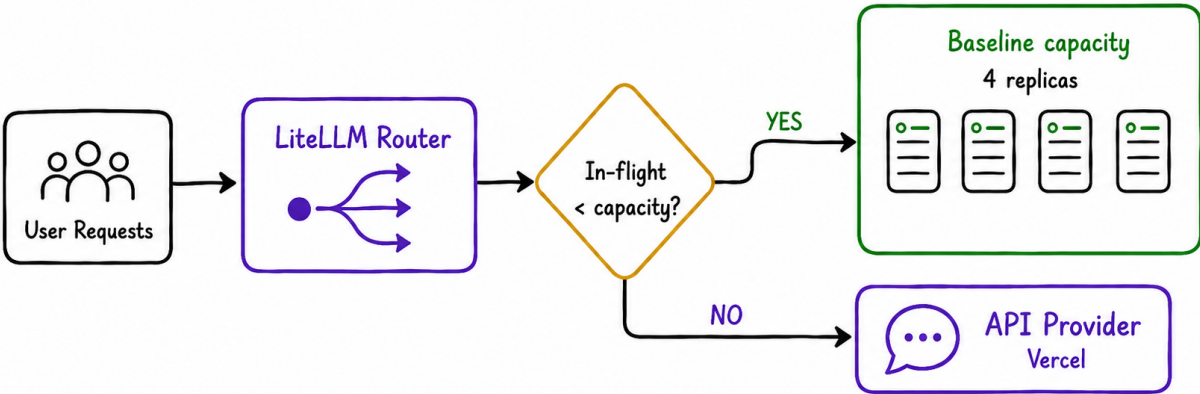 User Requests
LiteLLM Router
In-flight
< capacity?
YES
Baseline capacity
4 replicas
NO
API Provider
Vercel